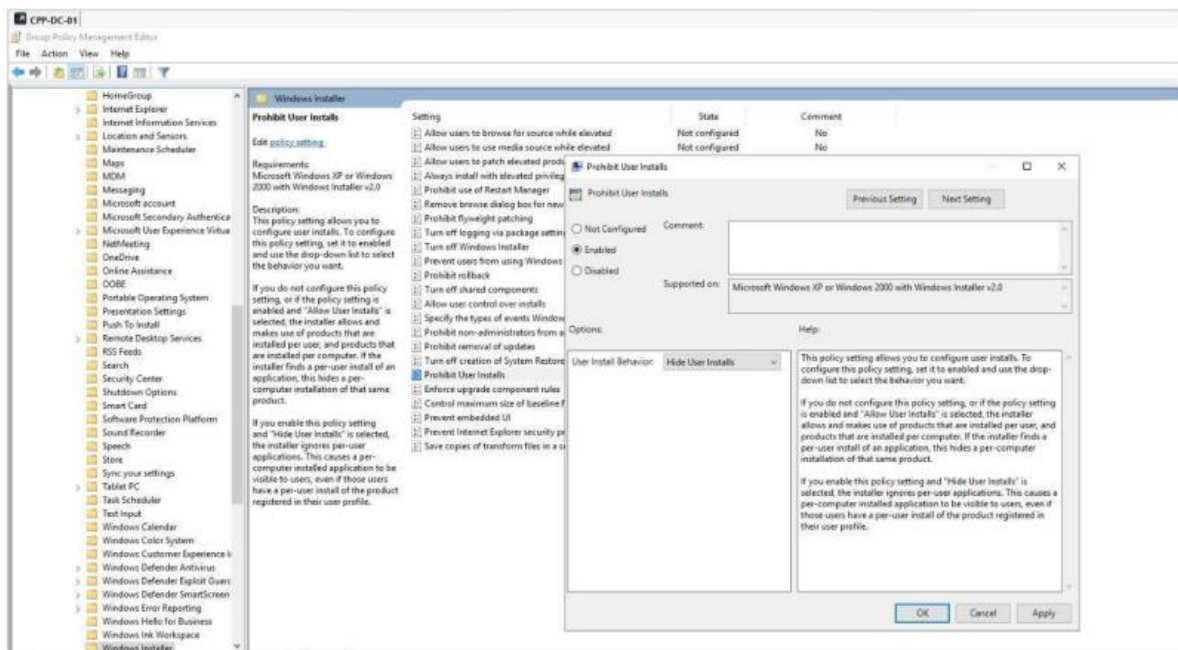 CPP-DC-01
Group Policy Management Editor
File Action View Help
HomeGroup
Internet Explorer
Internet Information Services
Location and Sensors
Maintenance Scheduler
Maps
MDM
Messaging
Microsoft account
Microsoft Secondary Authentica
Microsoft User Experience Virtua
NetMeeting
OneDrive
Online Assistance
OOBE
Portable Operating System
Presentation Settings
Push To Install
Remote Desktop Services
RSS Feeds
Search
Security Center
Shutdown Options
Smart Card
Software Protection Platform
Sound Recorder
Speech
Store
Sync your settings
Tablet PC
Task Scheduler
Text Input
Windows Calendar
Windows Color System
Windows Customer Experience I
Windows Defender Antivirus
Windows Defender Exploit Guard
Windows Defender SmartScreen
Windows Error Reporting
Windows Hello for Business
Windows Ink Workspace
Windows Installer
Windows Installer
Prohibit User Installs
Edit policy setting
Requirements:
Microsoft Windows XP or Windows
2000 with Windows Installer v2.0
Description:
This policy setting allows you to
configure user installs. To configure
this policy setting, set it to enabled
and use the drop-down list to select
the behavior you want.
If you do not configure this policy
setting, or if the policy setting is
enabled and "Allow User Installs" is
selected, the installer allows and
makes use of products that are
installed per user, and products that
are installed per computer. If the
installer finds a per-user install of an
application, this hides a per-
computer installation of that same
product.
If you enable this policy setting
and "Hide User Installs" is selected,
the installer ignores per-user
applications. This causes a per-
computer installed application to be
visible to users, even if those users
have a per-user install of the product
registered in their user profile.
Setting State Comment
Allow users to browse for source while elevated Not configured No
Allow users to use media source while elevated Not configured No
Allow users to patch elevated produ
Always install with elevated privileg
Prohibit use of Restart Manager
Remove browse dialog box for new
Prohibit flyweight patching
Turn off logging via package setting
Turn off Windows Installer
Prevent users from using Windows
Prohibit rollback
Turn off shared components
Allow user control over installs
Specify the types of events Window
Prohibit non-administrators from a
Prohibit removal of updates
Turn off creation of System Restore
Prohibit User Installs
Enforce upgrade component rules
Control maximum size of baseline f
Prevent embedded UI
Prevent Internet Explorer security pr
Save copies of transform files in a s
Prohibit User Installs
Prohibit User Installs
Previous Setting Next Setting
Not Configured Comment:
Enabled
Disabled
Supported on: Microsoft Windows XP or Windows 2000 with Windows Installer v2.0
Options: Help:
User Install Behavior: Hide User Installs
This policy setting allows you to configure user installs. To
configure this policy setting, set it to enabled and use the drop-
down list to select the behavior you want.
If you do not configure this policy setting, or if the policy setting
is enabled and "Allow User Installs" is selected, the installer
allows and makes use of products that are installed per user, and
products that are installed per computer. If the installer finds a
per-user install of an application, this hides a per-computer
installation of that same product.
If you enable this policy setting and "Hide User Installs" is
selected, the installer ignores per-user applications. This causes a
per-computer installed application to be visible to users, even if
those users have a per-user install of the product registered in
their user profile.
OK Cancel Apply